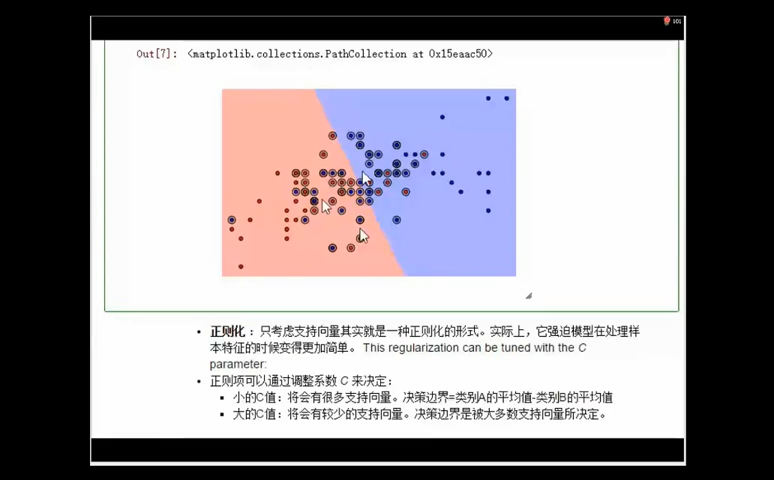 101
Out[7]: <matplotlib.collections.PathCollection at 0x15eaac50>
• 正则化： 只考虑支持向量其实就是一种正则化的形式。实际上，它强迫模型在处理样
本特征的时候变得更加简单。 This regularization can be tuned with the C
parameter:
• 正则项可以通过调整系数 C 来决定：
▪ 小的C值：将会有很多支持向量。决策边界=类别A的平均值-类别B的平均值
▪ 大的C值：将会有较少的支持向量。决策边界是被大多数支持向量所决定。